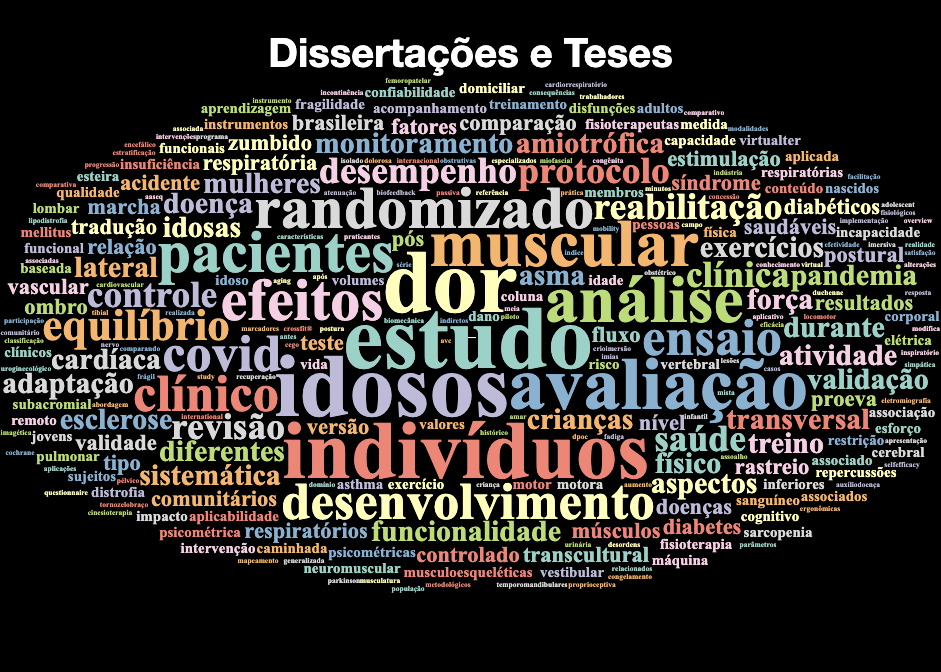 Dissertações e Teses
femoropatelar
incontinência confiabilidade domiciliar cardiorrespiratório consequências
instrumento trabalhadores
aprendizagem fragilidade acompanhamento treinamento disfunções adultos comparativo
associada instrumentos brasileira fatores comparação fisioterapeutas medida modalidades
encefálico intervençõesprograma
estratificação funcionais zumbido monitoramento amiotrófica capacidade virtualter
progressão insuficiência respiratória isolado dolorosa internacional obstrutivas especializados miofascial congênita estimulação aplicada
esteira desempenho protocolo indústria respiratórias facilitação
comparativa acidente mulheres atenuação biofeedback passiva referência prática membros minutos síndrome conteúdo nascidos
qualidade aaseq concessão
lombar marcha doença randomizado reabilitação diabéticos adolescent fisiológicos
lipodistrofia mellitus tradução idosas mobility pessoas campo física saudáveis implementação overview incapacidade
funcional relação pacientes características praticantes pós muscular índice exercícios efetividade imersiva realidade postural satisfação
associadas baseada lateral idoso aging após volumes série dor asma idade obstétrico clínica pandemia alterações
vascular cardiovascular controle efeitos coluna análise força duchenne resultados resposta
ombro tibial realizada biomecânica indiretos dano meia piloto conhecimento virtual aplicativo locomotor corporal
participação equilíbrio marcadores crossfit® postura estudo fluxo ensaio eficácia durante modifica
comunitário classificação nervo comparando antes cego teste ave crioimersão elétrica
clínicos cardíaca covid vida imias risco vertebral lesões casos atividade inspiratório simpática
uroginecológico adaptação frágil study recuperação idosos avaliação mista validação
subacromial abordagem clínico amar proeva eletromiografia
remoto esclerose international revisão versão valores histórico crianças nível infantil transversal associação esforço
imagética jovens validade diferentes indivíduos dpoc fadiga saúde treino restrição apresentação cerebral
cochrane pulmonar tipo físico assoalho rastreio associado selfefficacy
aplicações sujeitos pélvico sistemática domínio asthma exercício criança motor motora aumento aspectos inferiores auxiliodoença repercussões
questionnaire distrofia tornozelobraço comunitários desenvolvimento doenças sanguíneo associados ergonômicas
cinesioterapia impacto aplicabilidade cognitivo
psicométrica respiratórios funcionalidade músculos diabetes sarcopenia
intervenção caminhada urinária desordens fisioterapia parâmetros
mapeamento generalizada psicométricas controlado transcultural máquina
neuromuscular musculoesqueléticas vestibular relacionados congelamento
parkinson musculatura metodológicos temporomandibulares proprioceptiva
população